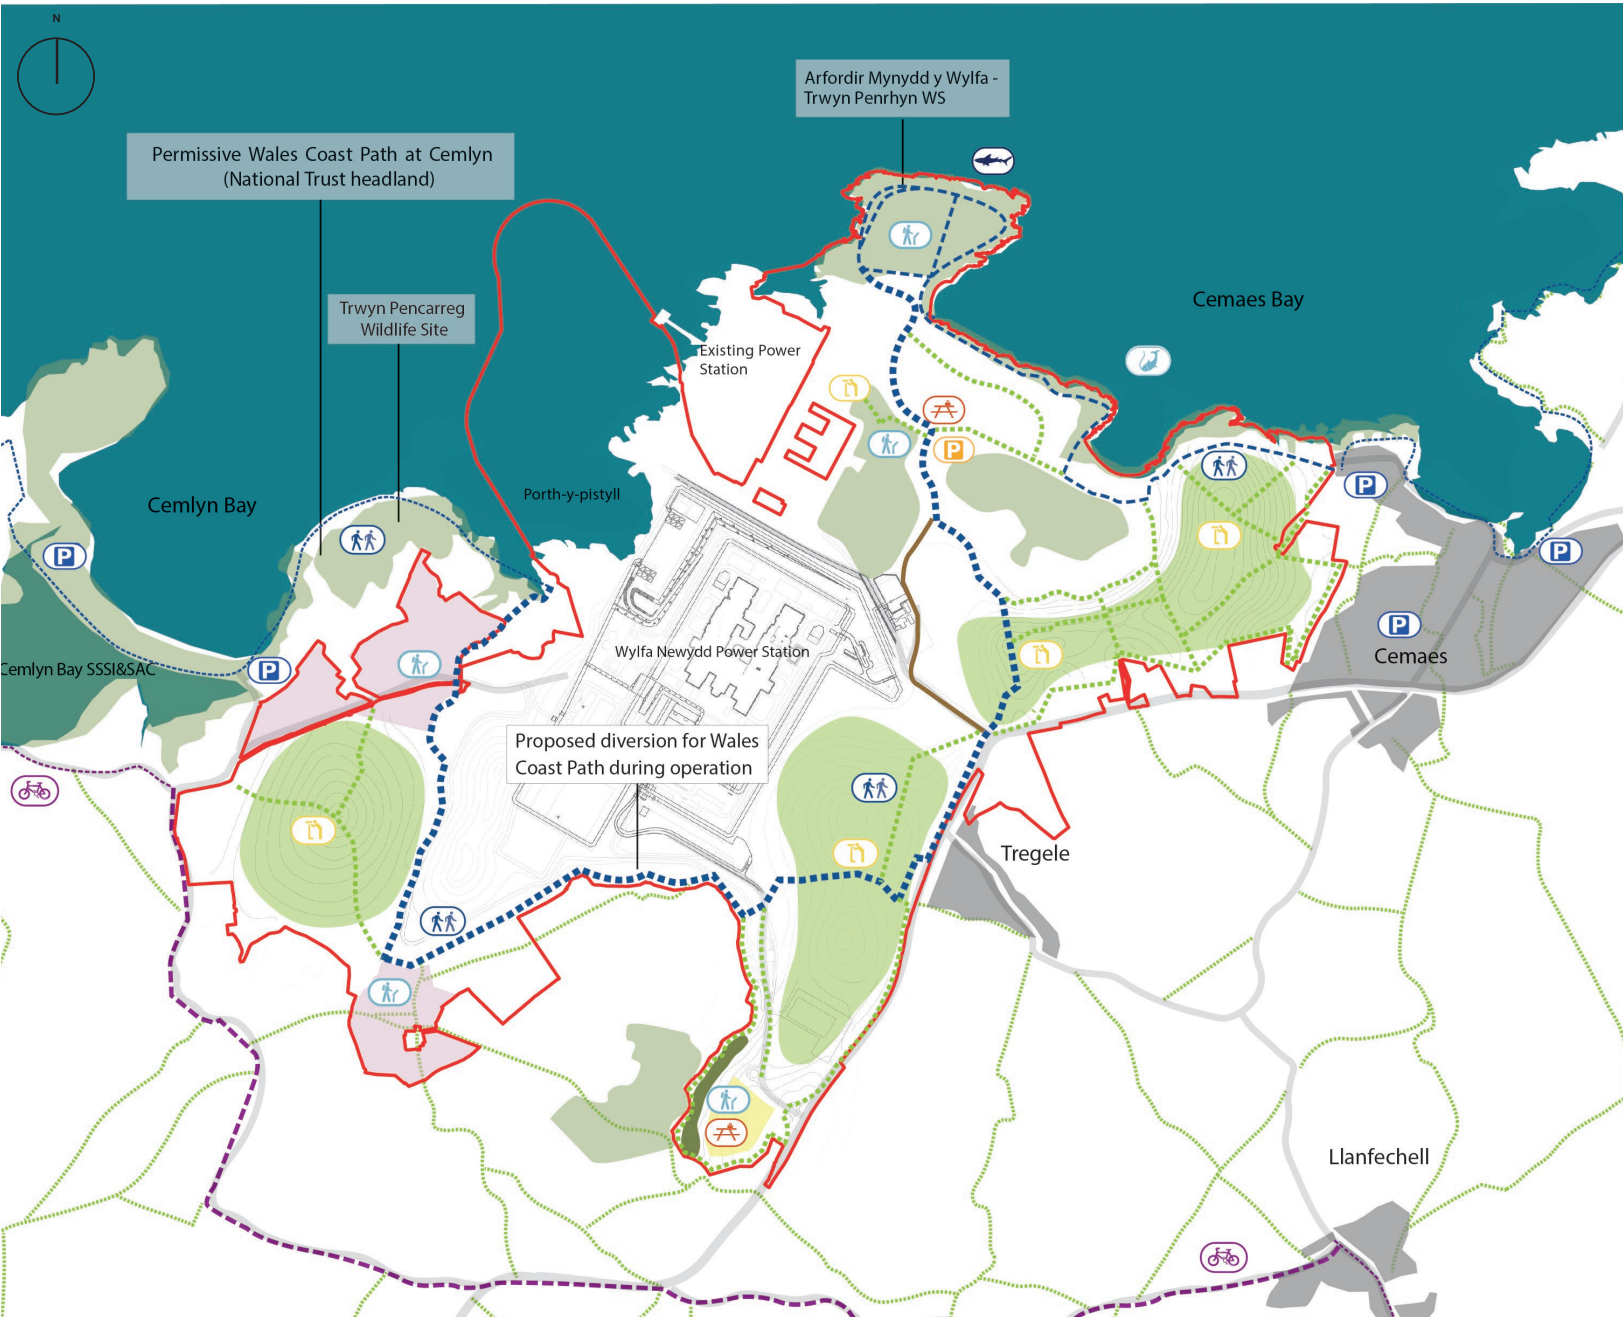 N
Arfordir Mynydd y Wylfa -
Trwyn Penrhyn WS
Permissive Wales Coast Path at Cemlyn
(National Trust headland)
Trwyn Pencarreg
Wildlife Site
Cemaes Bay
Existing Power
Station
Cemlyn Bay
Porth-y-pistyll
P
P
P
P
P
P
Cemlyn Bay SSSI&SAC
Wylfa Newydd Power Station
Cemaes
Proposed diversion for Wales
Coast Path during operation
Tregele
Llanfechell